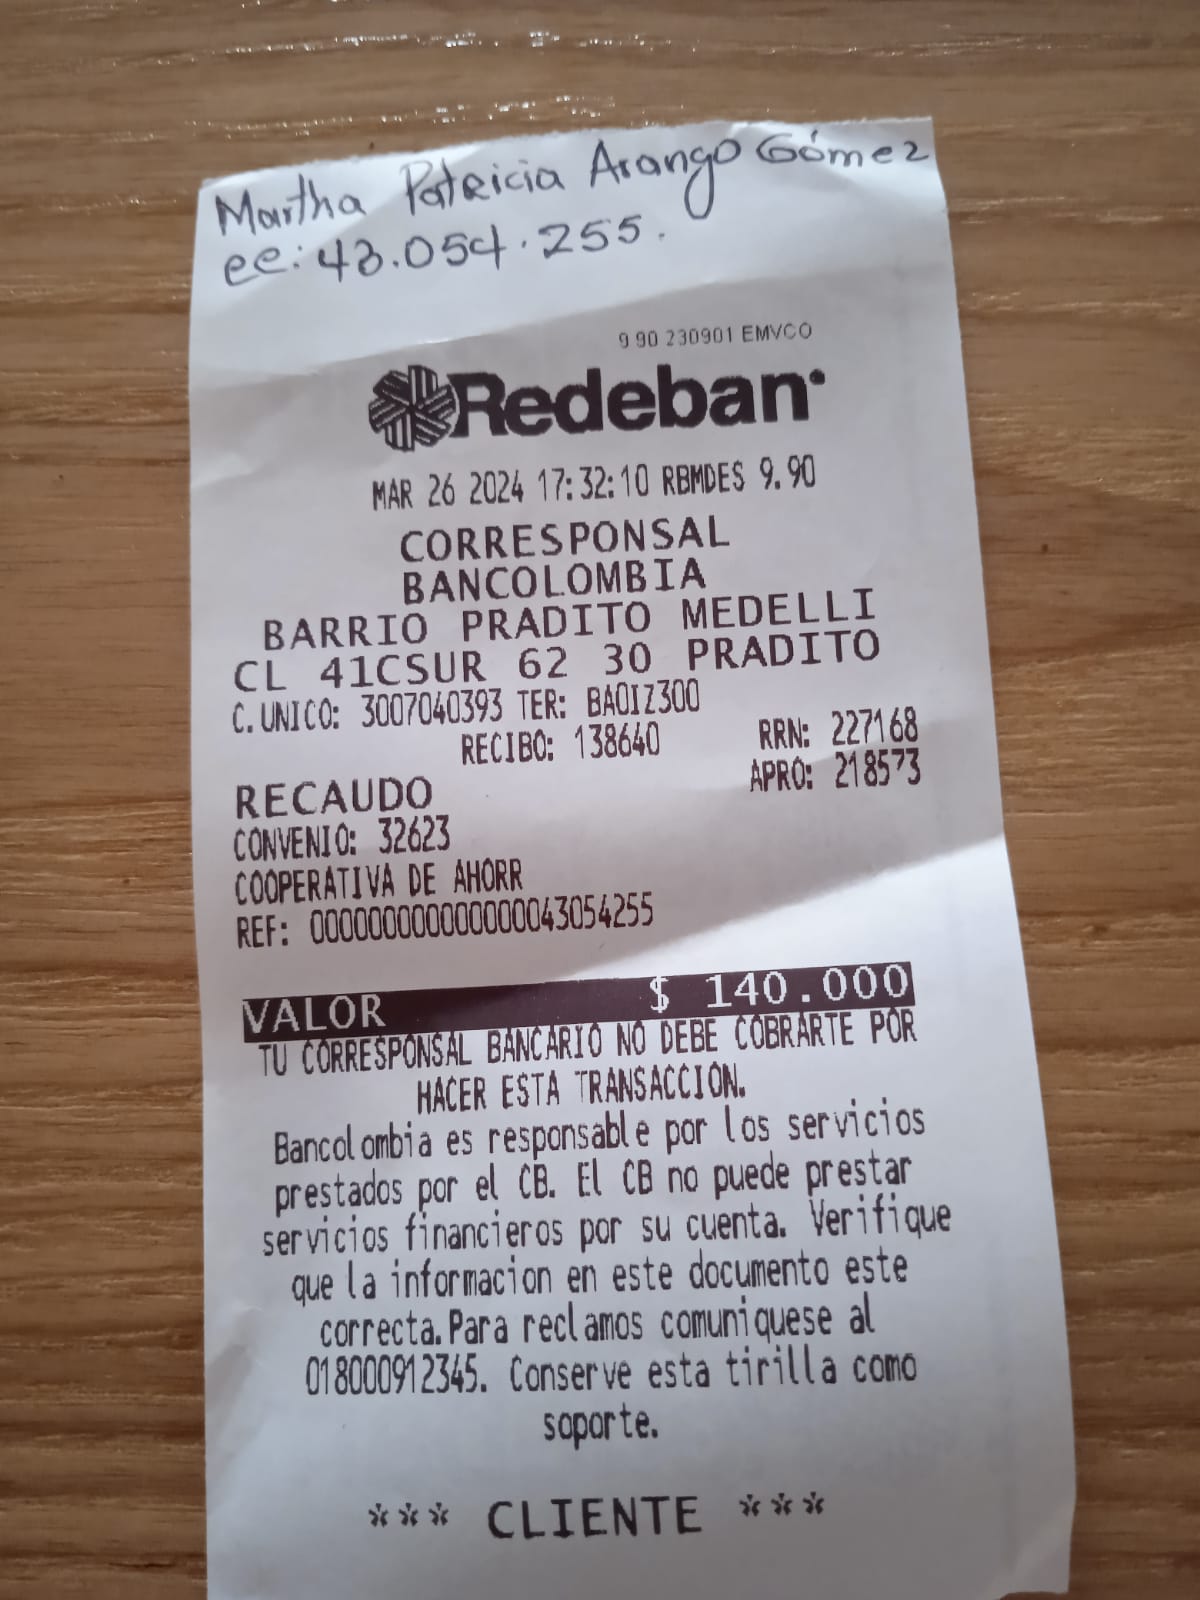 Martha Patricia Arango Gómez
cc: 43.054.255.
9 90 230901 EMVCO
Redeban
MAR 26 2024 17:32:10 RBMDES 9.90
CORRESPONSAL
BANCOLOMBIA
BARRIO PRADITO MEDELLI
CL 41CSUR 62 30 PRADITO
C.UNICO: 3007040393 TER: BAOIZ300
RECIBO: 138640 RRN: 227168
RECAUDO APRO: 218573
CONVENIO: 32623
COOPERATIVA DE AHORR
REF: 000000000000000043054255
VALOR $ 140.000
TU CORRESPONSAL BANCARIO NO DEBE COBRARTE POR
HACER ESTA TRANSACCION.
Bancolombia es responsable por los servicios
prestados por el CB. El CB no puede prestar
servicios financieros por su cuenta. Verifique
que la informacion en este documento este
correcta.Para reclamos comuniquese al
018000912345. Conserve esta tirilla como
soporte.
*** CLIENTE ***